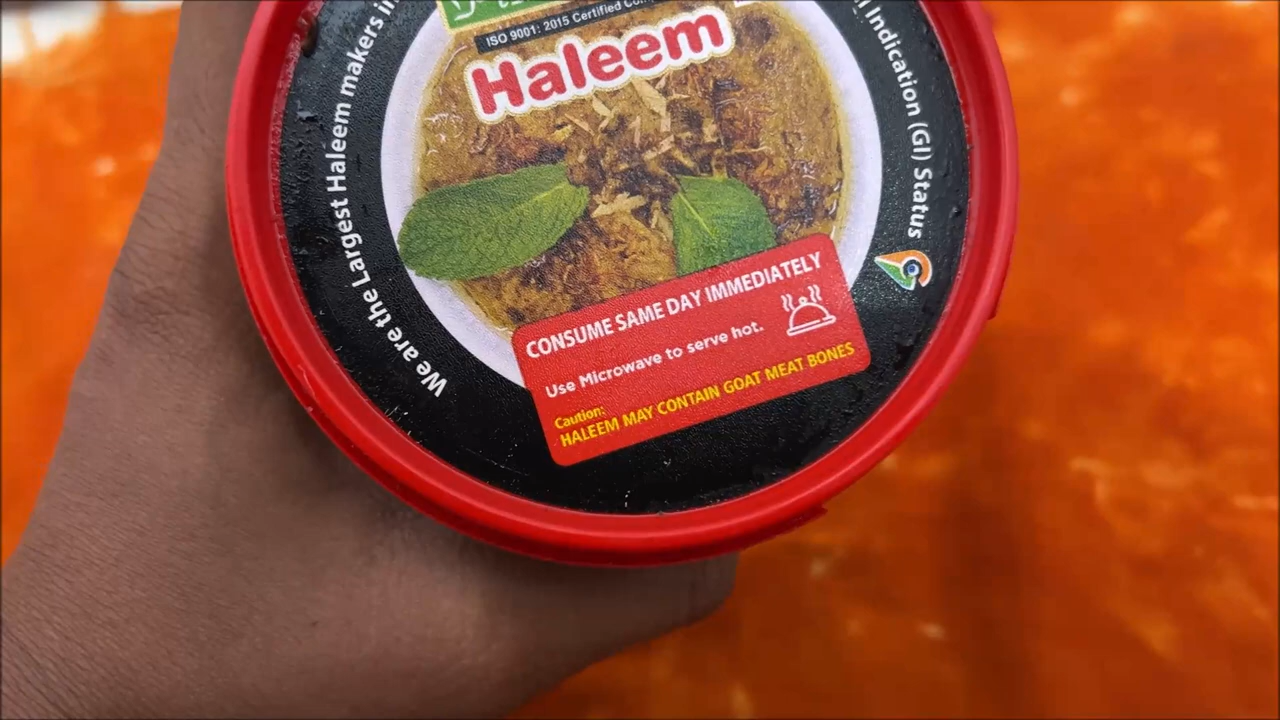 ISO 9001: 2015 Certified
Haleem
We are the Largest Haleem makers in
Indication (GI) Status
CONSUME SAME DAY IMMEDIATELY
Use Microwave to serve hot.
Caution:
HALEEM MAY CONTAIN GOAT MEAT BONES